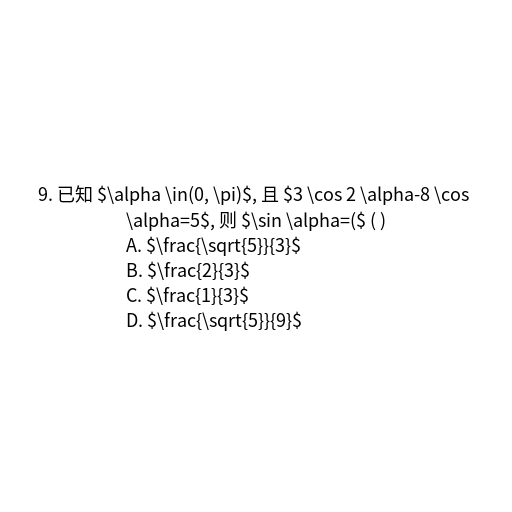 9. 已知 $\alpha \in(0, \pi)$, 且 $3 \cos 2 \alpha-8 \cos
\alpha=5$, 则 $\sin \alpha=($ ( )
A. $\frac{\sqrt{5}}{3}$
B. $\frac{2}{3}$
C. $\frac{1}{3}$
D. $\frac{\sqrt{5}}{9}$